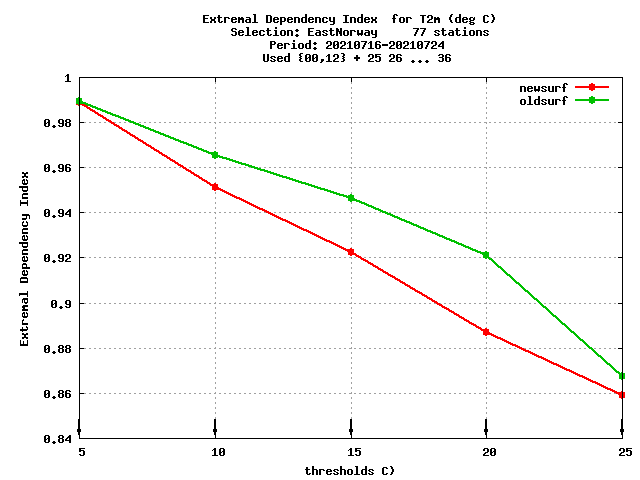 Extremal Dependency Index  for T2m (deg C)
Selection: EastNorway     77 stations
Period: 20210716-20210724
Used {00,12} + 25 26 ... 36
newsurf
oldsurf
Extremal Dependency Index
1
0.98
0.96
0.94
0.92
0.9
0.88
0.86
0.84
5 10 15 20 25
thresholds C)